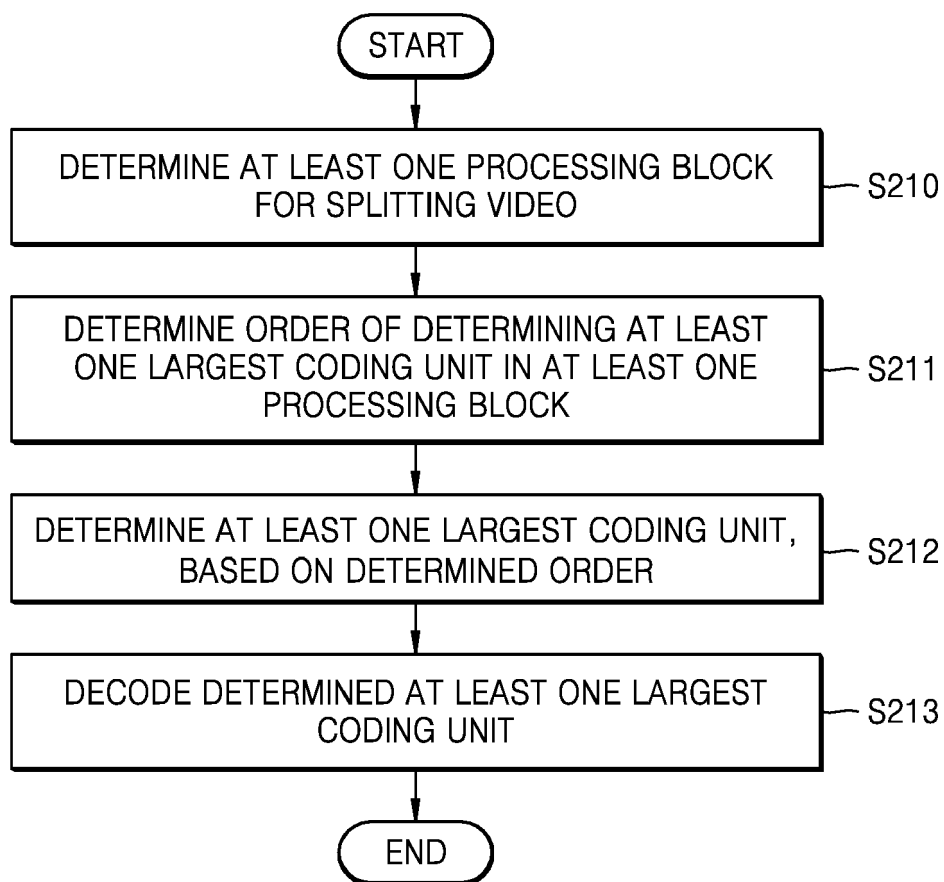 START
DETERMINE AT LEAST ONE PROCESSING BLOCK
FOR SPLITTING VIDEO
S210
DETERMINE ORDER OF DETERMINING AT LEAST
ONE LARGEST CODING UNIT IN AT LEAST ONE
PROCESSING BLOCK
S211
DETERMINE AT LEAST ONE LARGEST CODING UNIT,
BASED ON DETERMINED ORDER
S212
DECODE DETERMINED AT LEAST ONE LARGEST
CODING UNIT
S213
END